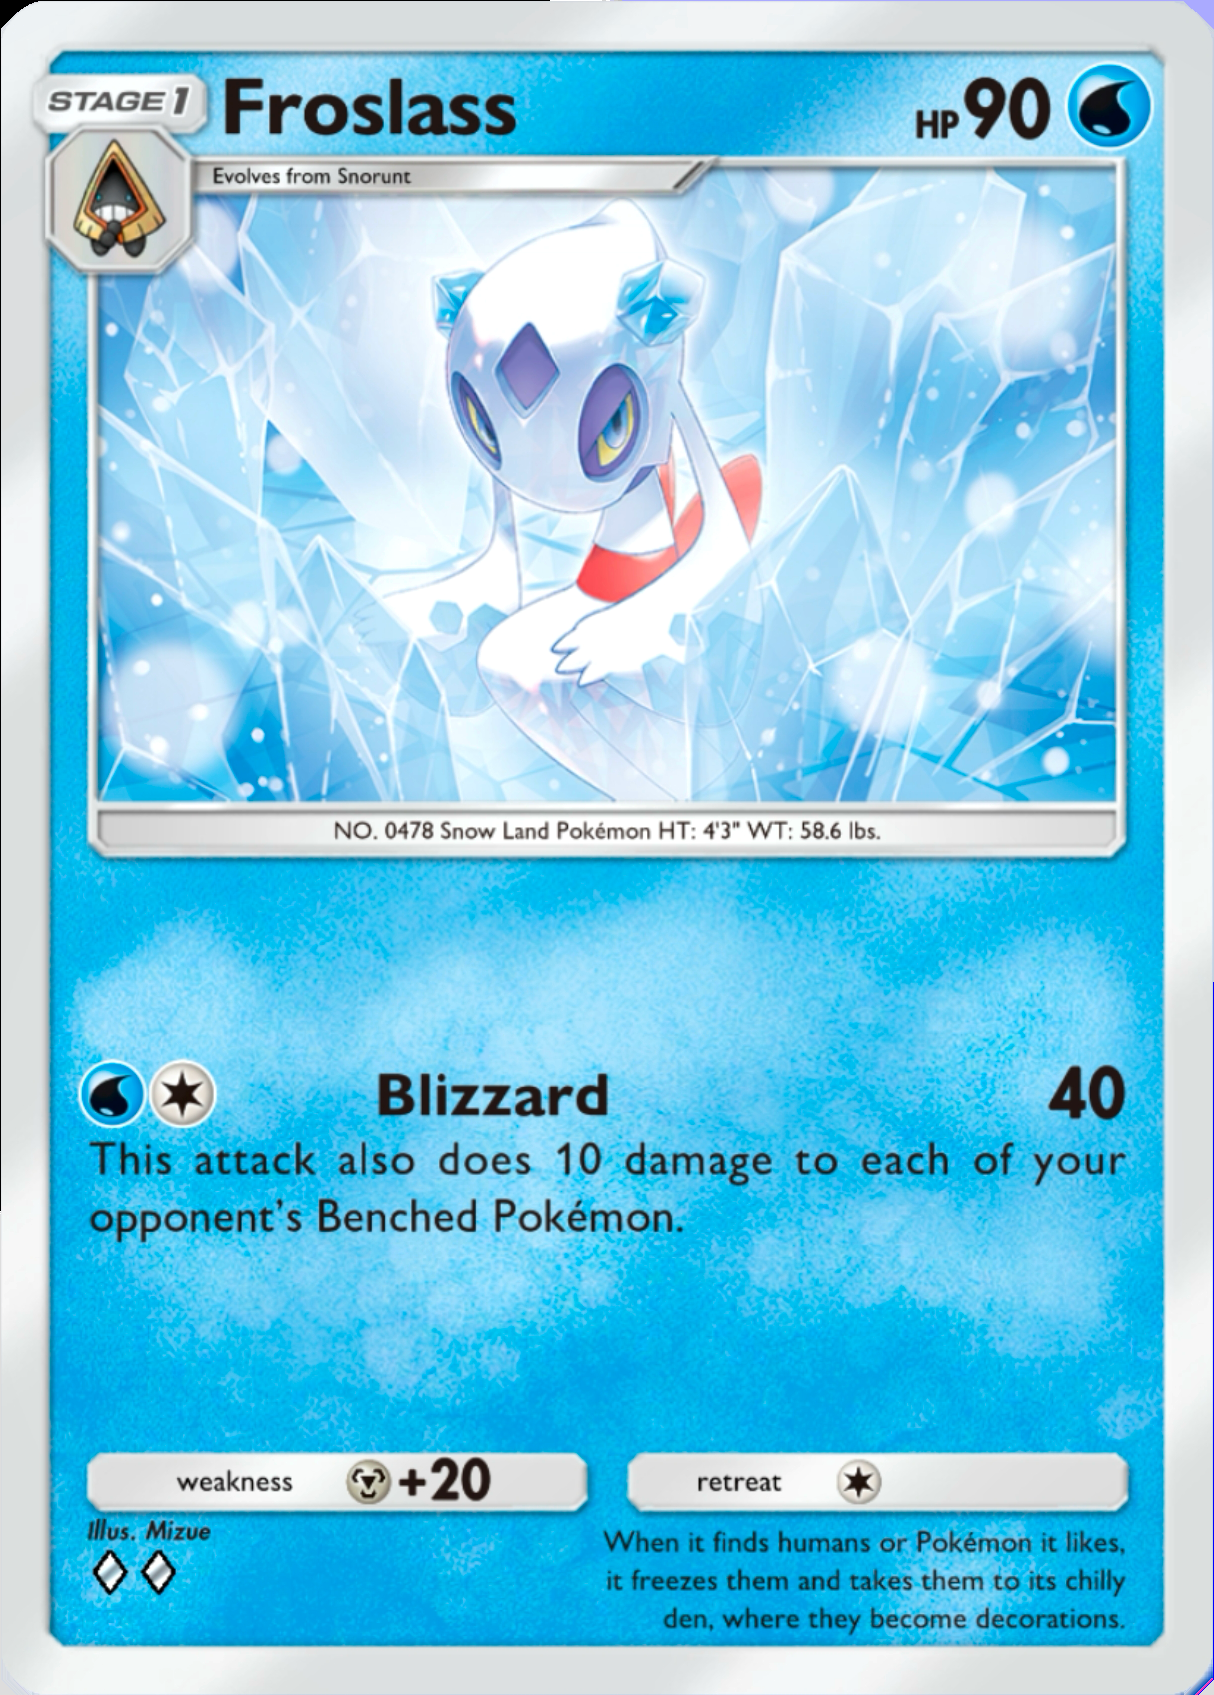 STAGE 1
Froslass
HP 90
Evolves from Snorunt
NO. 0478 Snow Land Pokémon HT: 4'3" WT: 58.6 lbs.
Blizzard 40
This attack also does 10 damage to each of your
opponent's Benched Pokémon.
weakness +20
retreat
Illus. Mizue
When it finds humans or Pokémon it likes,
it freezes them and takes them to its chilly
den, where they become decorations.